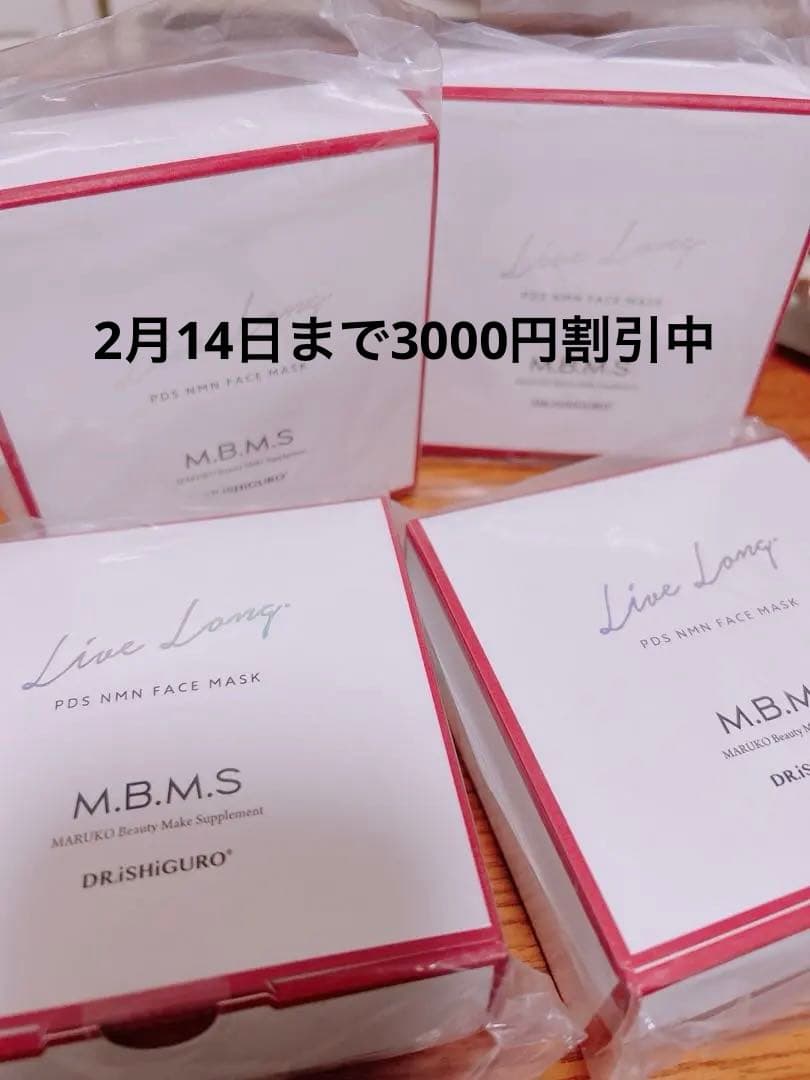 Live Long.
PDS NMN FACE MASK
M.B.M.S
DR.iSHiGURO®
Live Long.
PDS NMN FACE MASK
M.B.M.S
DR.iSHiGURO®
2月14日まで3000円割引中
Live Long.
PDS NMN FACE MASK
M.B.M.S
MARUKO Beauty Make Supplement
DR.iSHiGURO®
Live Long.
PDS NMN FACE MASK
M.B.M
MARUKO Beauty M
DR.iS